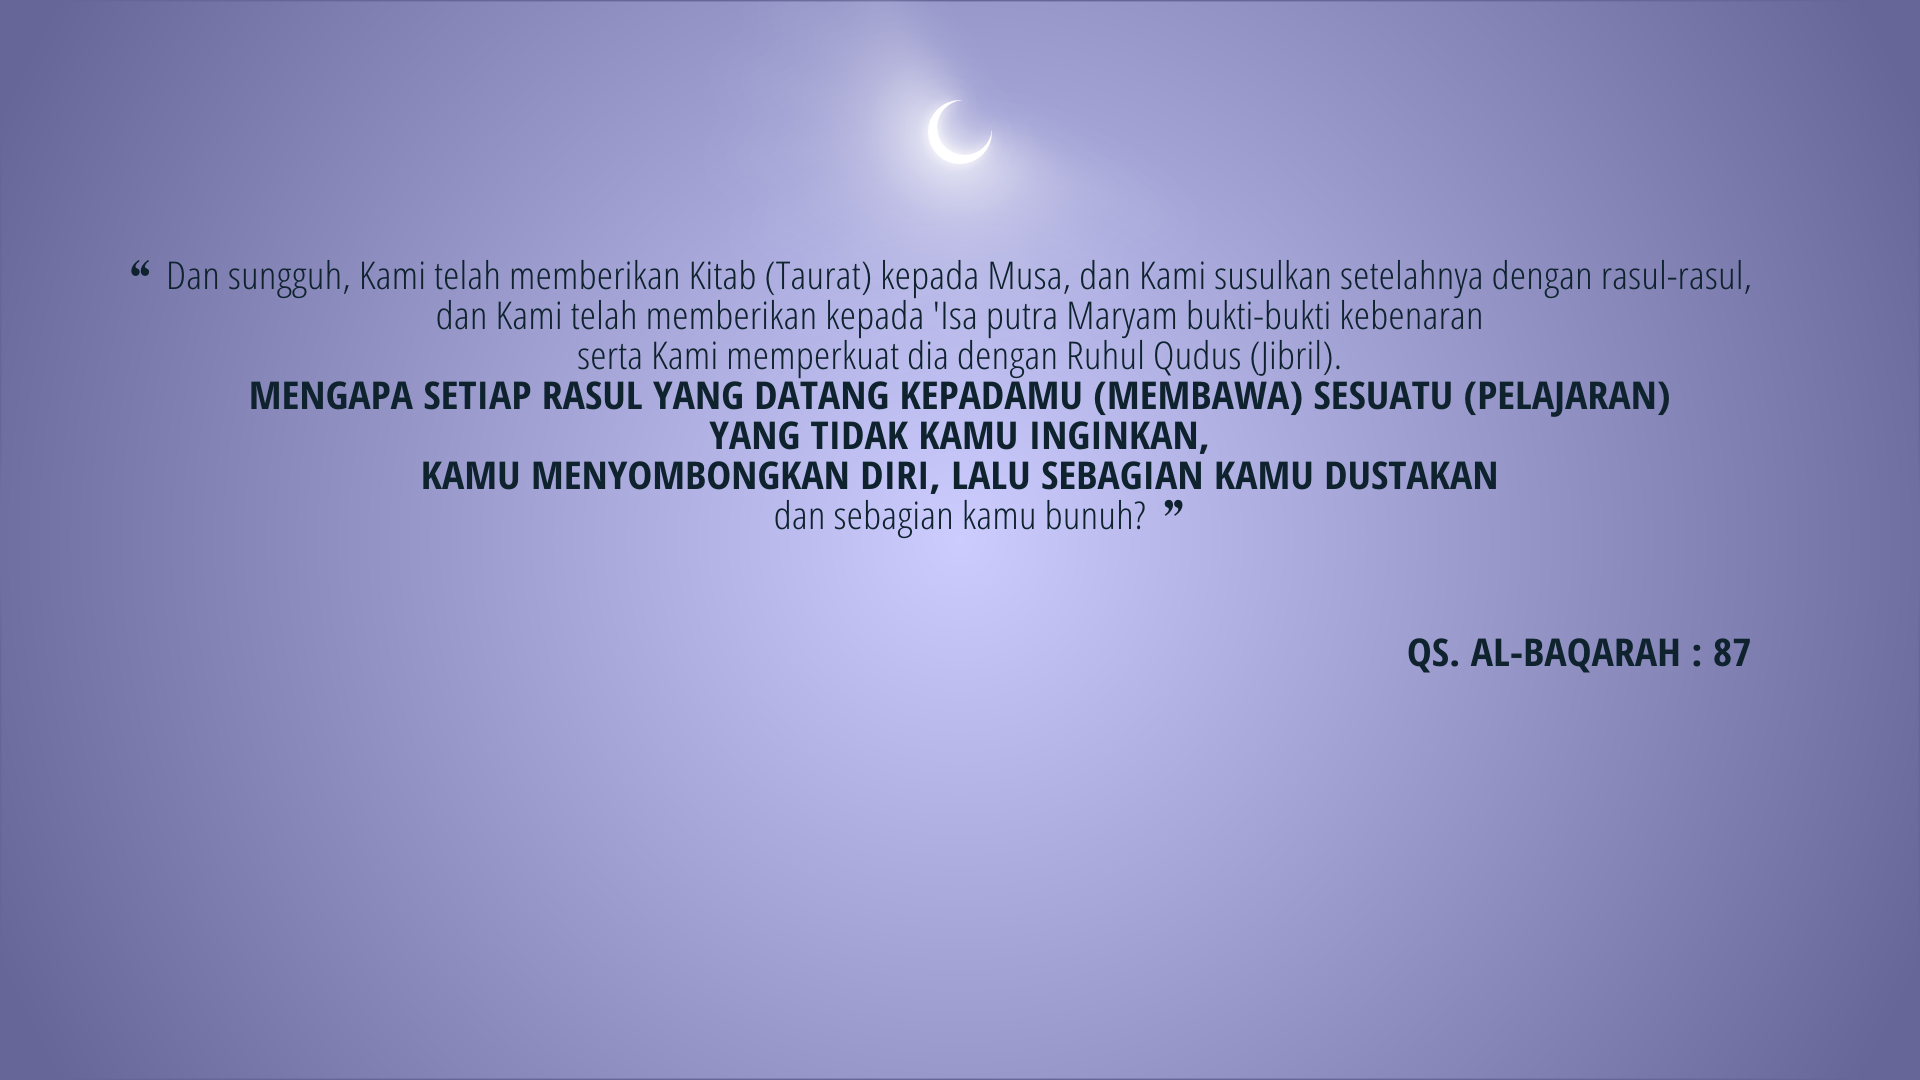 ❝ Dan sungguh, Kami telah memberikan Kitab (Taurat) kepada Musa, dan Kami susulkan setelahnya dengan rasul-rasul,
dan Kami telah memberikan kepada 'Isa putra Maryam bukti-bukti kebenaran
serta Kami memperkuat dia dengan Ruhul Qudus (Jibril).
MENGAPA SETIAP RASUL YANG DATANG KEPADAMU (MEMBAWA) SESUATU (PELAJARAN)
YANG TIDAK KAMU INGINKAN,
KAMU MENYOMBONGKAN DIRI, LALU SEBAGIAN KAMU DUSTAKAN
dan sebagian kamu bunuh? ❞
QS. AL-BAQARAH : 87